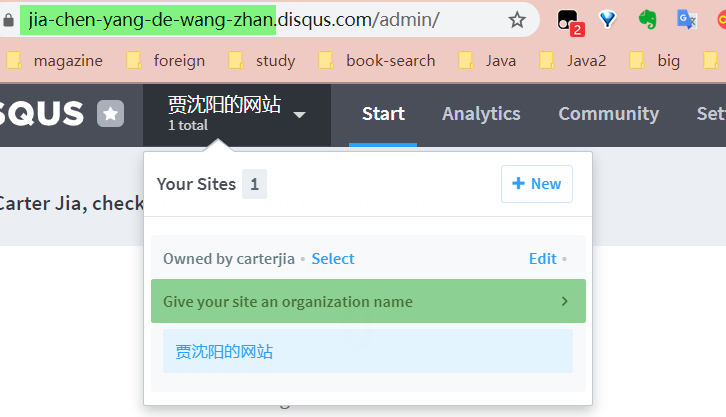 jia-chen-yang-de-wang-zhan.disqus.com/admin/
2
magazine foreign study book-search Java Java2 big
SQUS 贾沈阳的网站 Start Analytics Community Set
1 total
Carter Jia, check
Your Sites 1 + New
Owned by carterjia • Select Edit •
Give your site an organization name
贾沈阳的网站